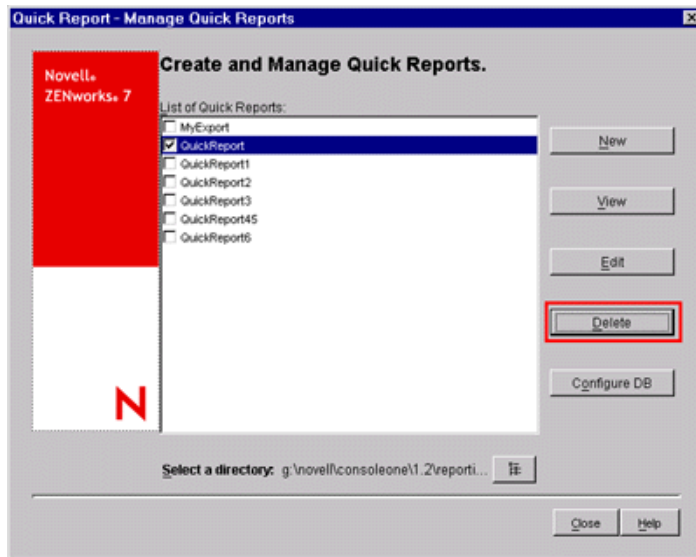 Quick Report - Manage Quick Reports
Novell®
ZENworks® 7
Create and Manage Quick Reports.
List of Quick Reports:
MyExport
QuickReport
QuickReport1
QuickReport2
QuickReport3
QuickReport45
QuickReport6
New
View
Edit
Delete
Configure DB
N
Select a directory: g:\novell\consoleone\1.2\reporti...
Close
Help